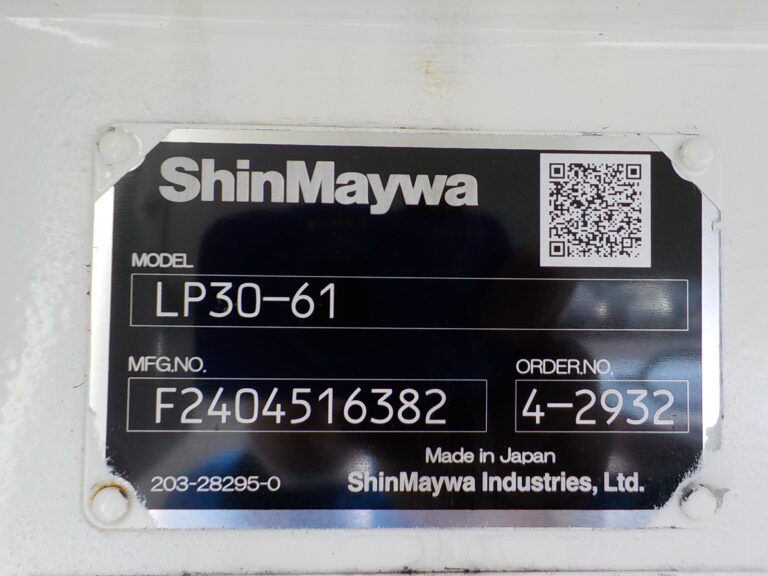 ShinMaywa
MODEL
LP30-61
MFG.NO.
F2404516382
ORDER.NO.
4-2932
Made in Japan
203-28295-0
ShinMaywa Industries, Ltd.